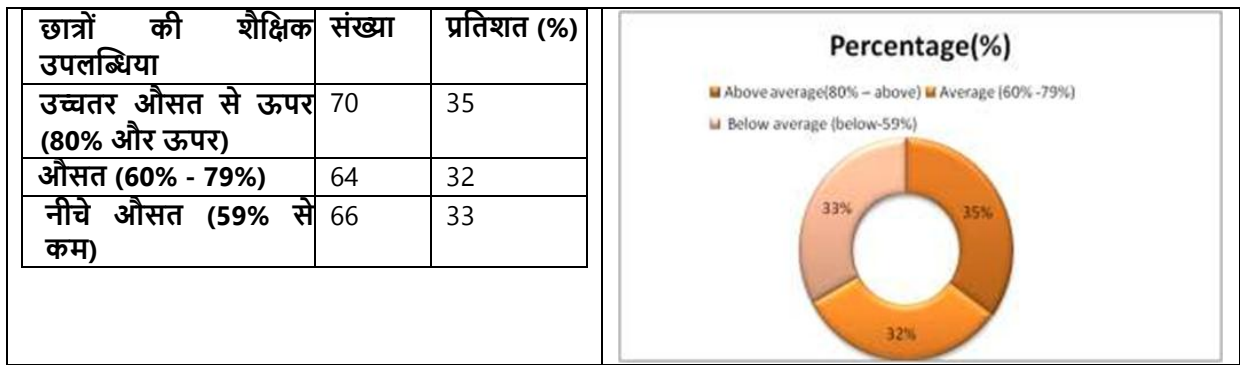 छात्रों की शैक्षिक संख्या प्रतिशत (%)
उपलब्धिया
उच्चतर औसत से ऊपर 70 35
(80% और ऊपर)
औसत (60% - 79%) 64 32
नीचे औसत (59% से 66 33
कम)
Percentage(%)
Above average(80% – above) Average (60% -79%)
Below average (below-59%)
33% 35%
32%